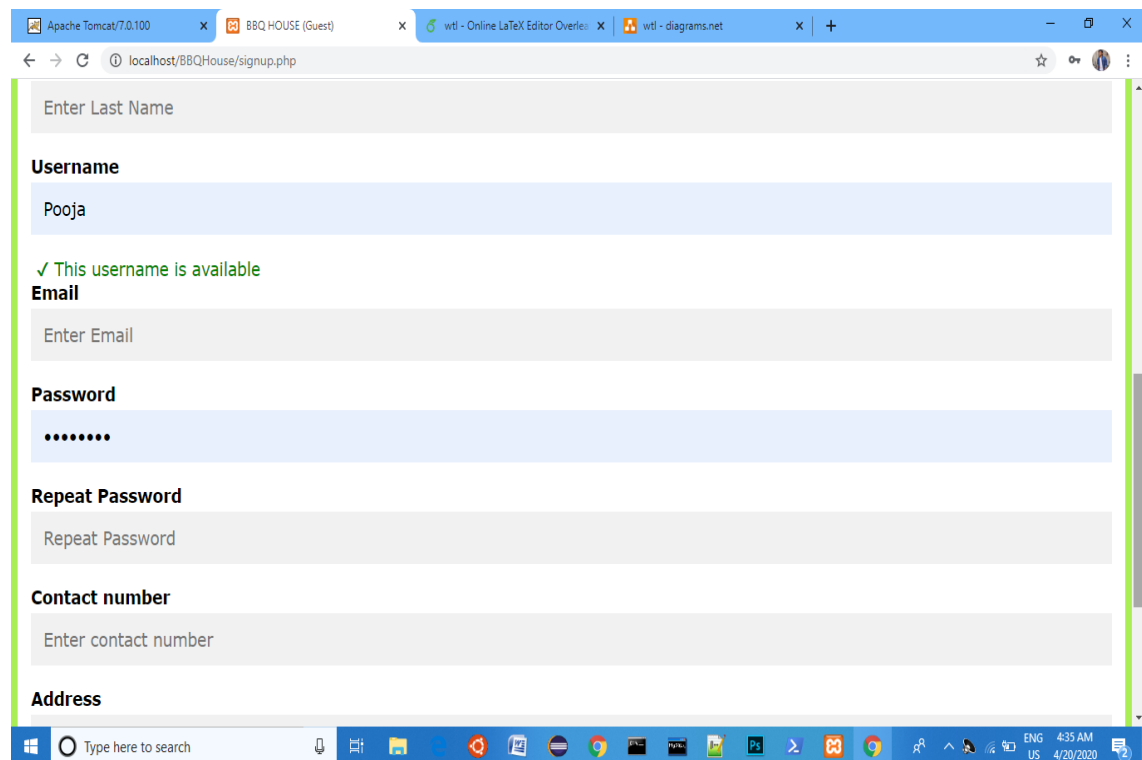 Apache Tomcat/7.0.100 BBQ HOUSE (Guest) wtl - Online LaTeX Editor Overlea wtl - diagrams.net
localhost/BBQHouse/signup.php
Enter Last Name
Username
Pooja
✓ This username is available
Email
Enter Email
Password
••••••••
Repeat Password
Repeat Password
Contact number
Enter contact number
Address
Type here to search
ENG 4:35 AM
US 4/20/2020